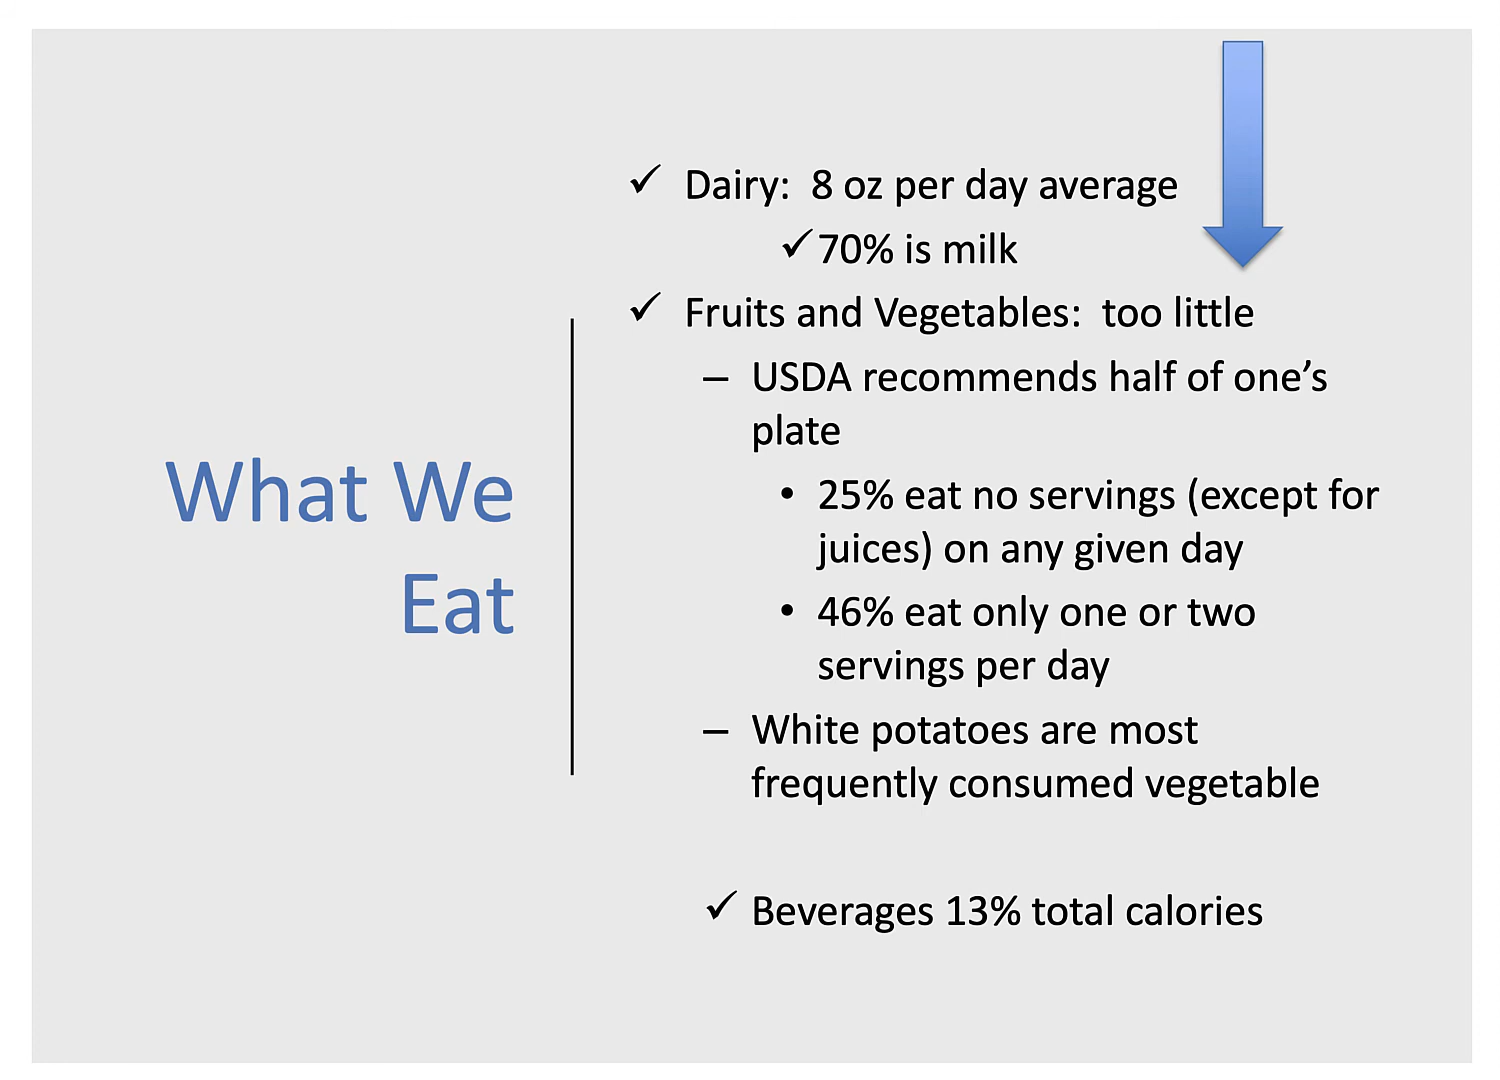 What We
Eat
✓ Dairy:  8 oz per day average
✓ 70% is milk
✓ Fruits and Vegetables:  too little
– USDA recommends half of one’s
plate
• 25% eat no servings (except for
juices) on any given day
• 46% eat only one or two
servings per day
– White potatoes are most
frequently consumed vegetable
✓ Beverages 13% total calories